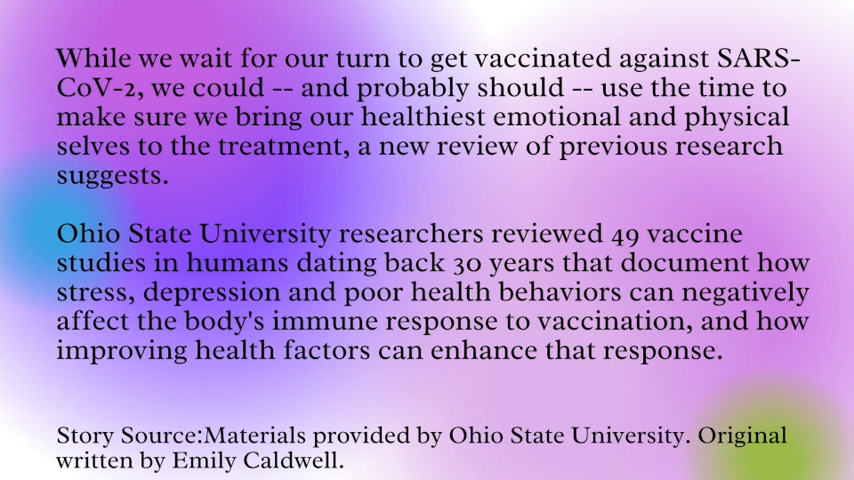 While we wait for our turn to get vaccinated against SARS-
CoV-2, we could -- and probably should -- use the time to
make sure we bring our healthiest emotional and physical
selves to the treatment, a new review of previous research
suggests.
Ohio State University researchers reviewed 49 vaccine
studies in humans dating back 30 years that document how
stress, depression and poor health behaviors can negatively
affect the body's immune response to vaccination, and how
improving health factors can enhance that response.
Story Source:Materials provided by Ohio State University. Original
written by Emily Caldwell.